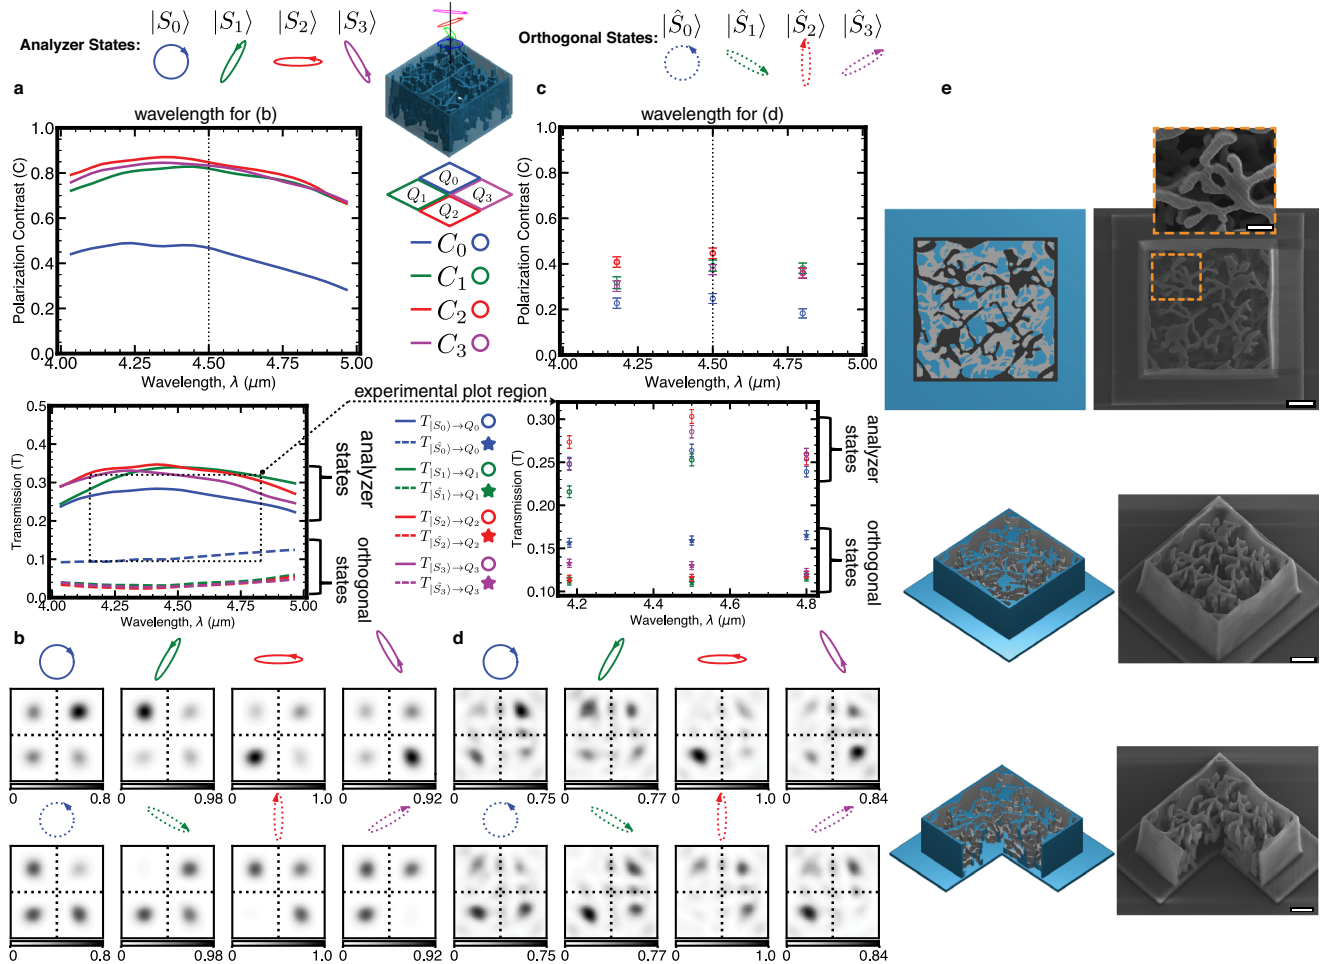 |S₀⟩ |S₁⟩ |S₂⟩ |S₃⟩
Analyzer States:
|Ŝ₀⟩ |Ŝ₁⟩ |Ŝ₂⟩ |Ŝ₃⟩
Orthogonal States:
a
wavelength for (b)
Polarization Contrast (C)
1.0
0.8
0.6
0.4
0.2
0.0
4.00 4.25 4.50 4.75 5.00
Wavelength, λ (μm)
Q₀
Q₁ Q₃
Q₂
C₀
C₁
C₂
C₃
c
wavelength for (d)
Polarization Contrast (C)
1.0
0.8
0.6
0.4
0.2
0.0
4.00 4.25 4.50 4.75 5.00
Wavelength, λ (μm)
experimental plot region
Transmission (T)
0.5
0.4
0.3
0.2
0.1
0.0
4.00 4.25 4.50 4.75 5.00
Wavelength, λ (μm)
analyzer states
orthogonal states
T|S₀⟩→Q₀
T|Ŝ₀⟩→Q₀
T|S₁⟩→Q₁
T|Ŝ₁⟩→Q₁
T|S₂⟩→Q₂
T|Ŝ₂⟩→Q₂
T|S₃⟩→Q₃
T|Ŝ₃⟩→Q₃
Transmission (T)
0.30
0.25
0.20
0.15
0.10
4.2 4.4 4.6 4.8
Wavelength, λ (μm)
analyzer states
orthogonal states
b
0 0.8 0 0.98 0 1.0 0 0.92
0 0.8 0 0.98 0 1.0 0 0.92
d
0 0.75 0 0.77 0 1.0 0 0.84
0 0.75 0 0.77 0 1.0 0 0.84
e